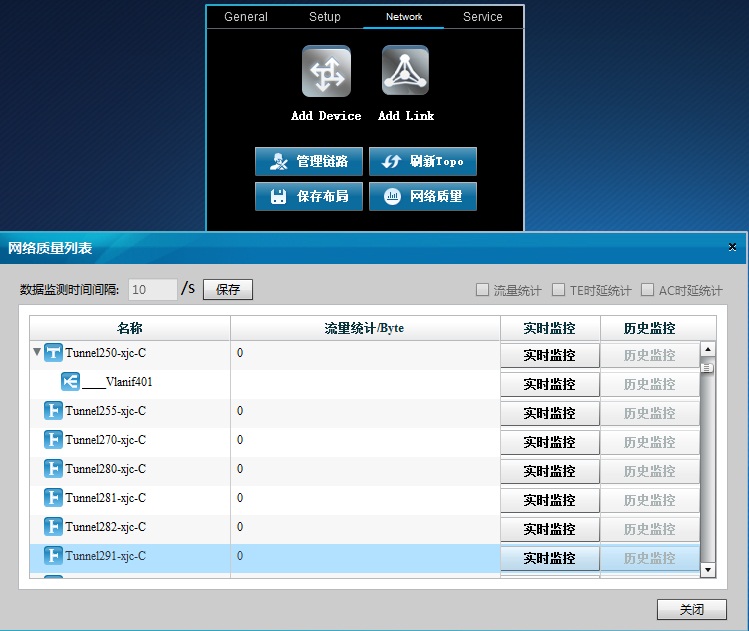 General Setup Network Service
Add Device Add Link
管理链路 刷新Topo
保存布局 网络质量
网络质量列表 ×
数据监测时间间隔: 10 /S 保存 流量统计 TE时延统计 AC时延统计
名称 流量统计/Byte 实时监控 历史监控
Tunnel250-xjc-C 0 实时监控 历史监控
____Vlanif401 实时监控 历史监控
Tunnel255-xjc-C 0 实时监控 历史监控
Tunnel270-xjc-C 0 实时监控 历史监控
Tunnel280-xjc-C 0 实时监控 历史监控
Tunnel281-xjc-C 0 实时监控 历史监控
Tunnel282-xjc-C 0 实时监控 历史监控
Tunnel291-xjc-C 0 实时监控 历史监控
关闭